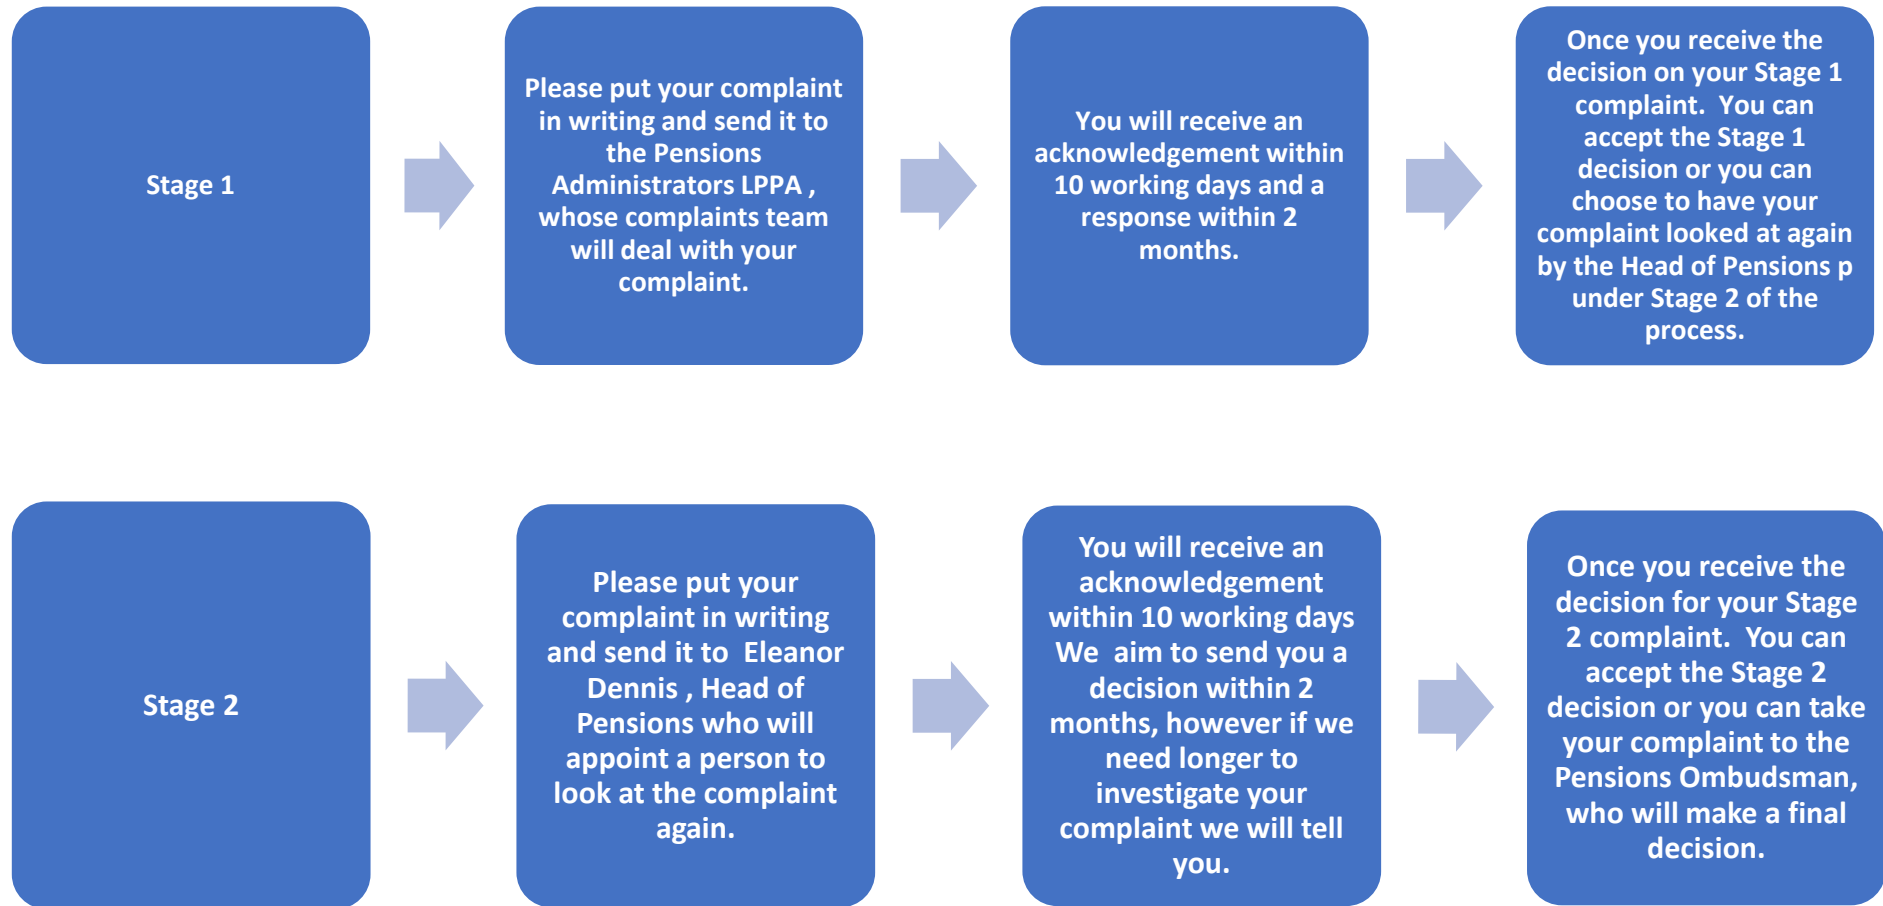 Stage 1
Please put your complaint
in writing and send it to
the Pensions
Administrators LPPA ,
whose complaints team
will deal with your
complaint.
You will receive an
acknowledgement within
10 working days and a
response within 2
months.
Once you receive the
decision on your Stage 1
complaint.  You can
accept the Stage 1
decision or you can
choose to have your
complaint looked at again
by the Head of Pensions p
under Stage 2 of the
process.
Stage 2
Please put your
complaint in writing
and send it to  Eleanor
Dennis , Head of
Pensions who will
appoint a person to
look at the complaint
again.
You will receive an
acknowledgement
within 10 working days
We  aim to send you a
decision within 2
months, however if we
need longer to
investigate your
complaint we will tell
you.
Once you receive the
decision for your Stage
2 complaint.  You can
accept the Stage 2
decision or you can take
your complaint to the
Pensions Ombudsman,
who will make a final
decision.